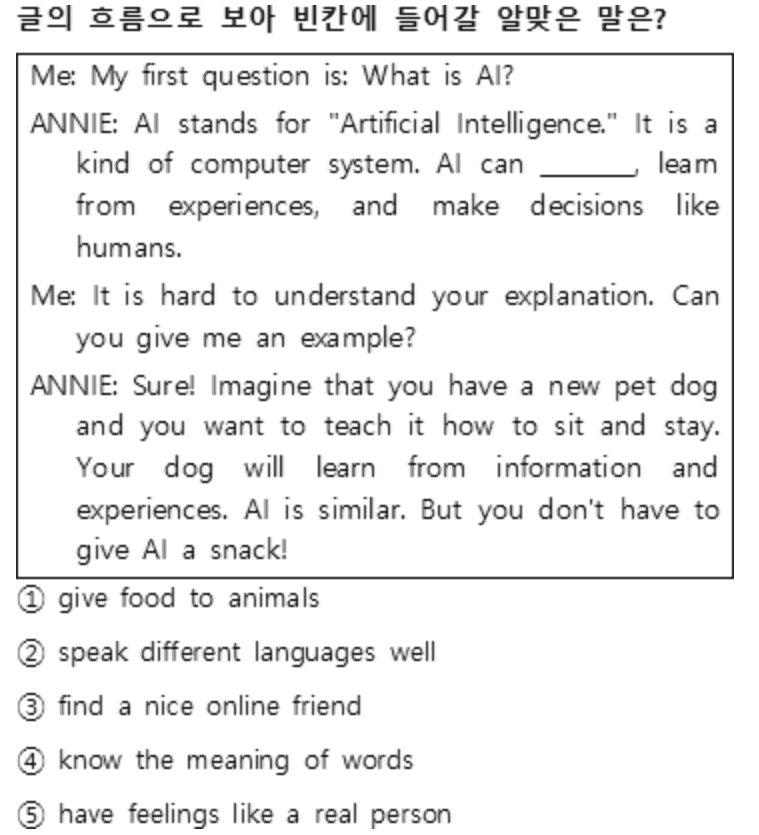 글의 흐름으로 보아 빈칸에 들어갈 알맞은 말은?
Me: My first question is: What is AI?
ANNIE: AI stands for "Artificial Intelligence." It is a
kind of computer system. AI can ______, learn
from experiences, and make decisions like
humans.
Me: It is hard to understand your explanation. Can
you give me an example?
ANNIE: Sure! Imagine that you have a new pet dog
and you want to teach it how to sit and stay.
Your dog will learn from information and
experiences. AI is similar. But you don't have to
give AI a snack!
① give food to animals
② speak different languages well
③ find a nice online friend
④ know the meaning of words
⑤ have feelings like a real person